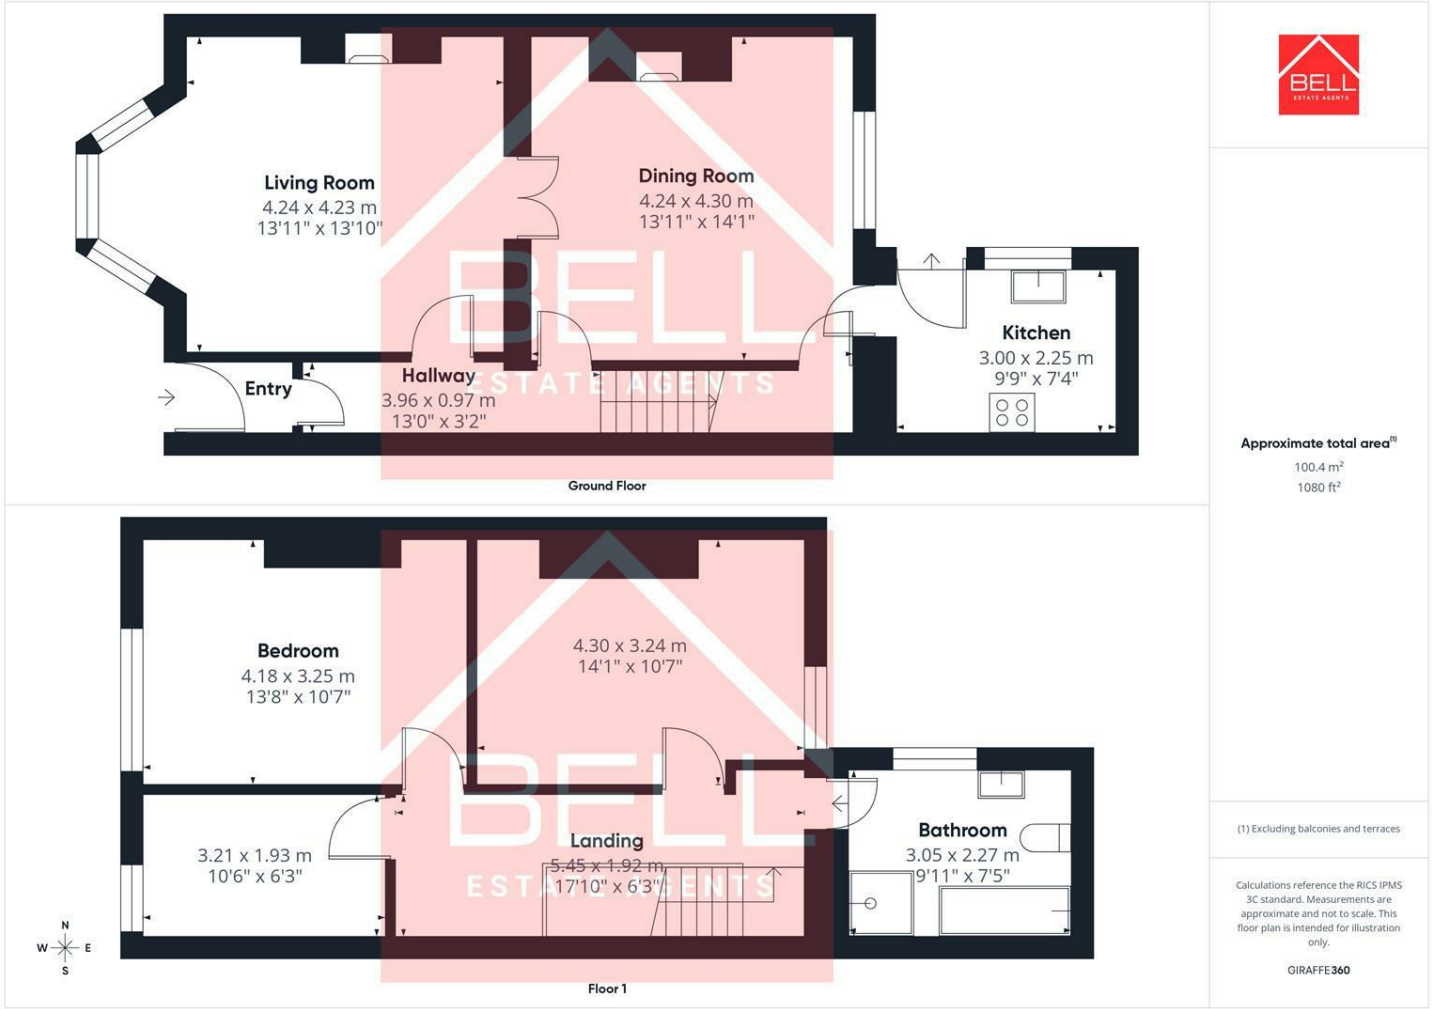 Living Room
4.24 x 4.23 m
13'11" x 13'10"
Dining Room
4.24 x 4.30 m
13'11" x 14'1"
Kitchen
3.00 x 2.25 m
9'9" x 7'4"
Entry
Hallway
3.96 x 0.97 m
13'0" x 3'2"
BELL
ESTATE AGENTS
Ground Floor
Bedroom
4.18 x 3.25 m
13'8" x 10'7"
4.30 x 3.24 m
14'1" x 10'7"
3.21 x 1.93 m
10'6" x 6'3"
Landing
5.45 x 1.92 m
17'10" x 6'3"
Bathroom
3.05 x 2.27 m
9'11" x 7'5"
BELL
ESTATE AGENTS
N
W E
S
Floor 1
BELL
ESTATE AGENTS
Approximate total area(1)
100.4 m²
1080 ft²
(1) Excluding balconies and terraces
Calculations reference the RICS IPMS
3C standard. Measurements are
approximate and not to scale. This
floor plan is intended for illustration
only.
GIRAFFE360